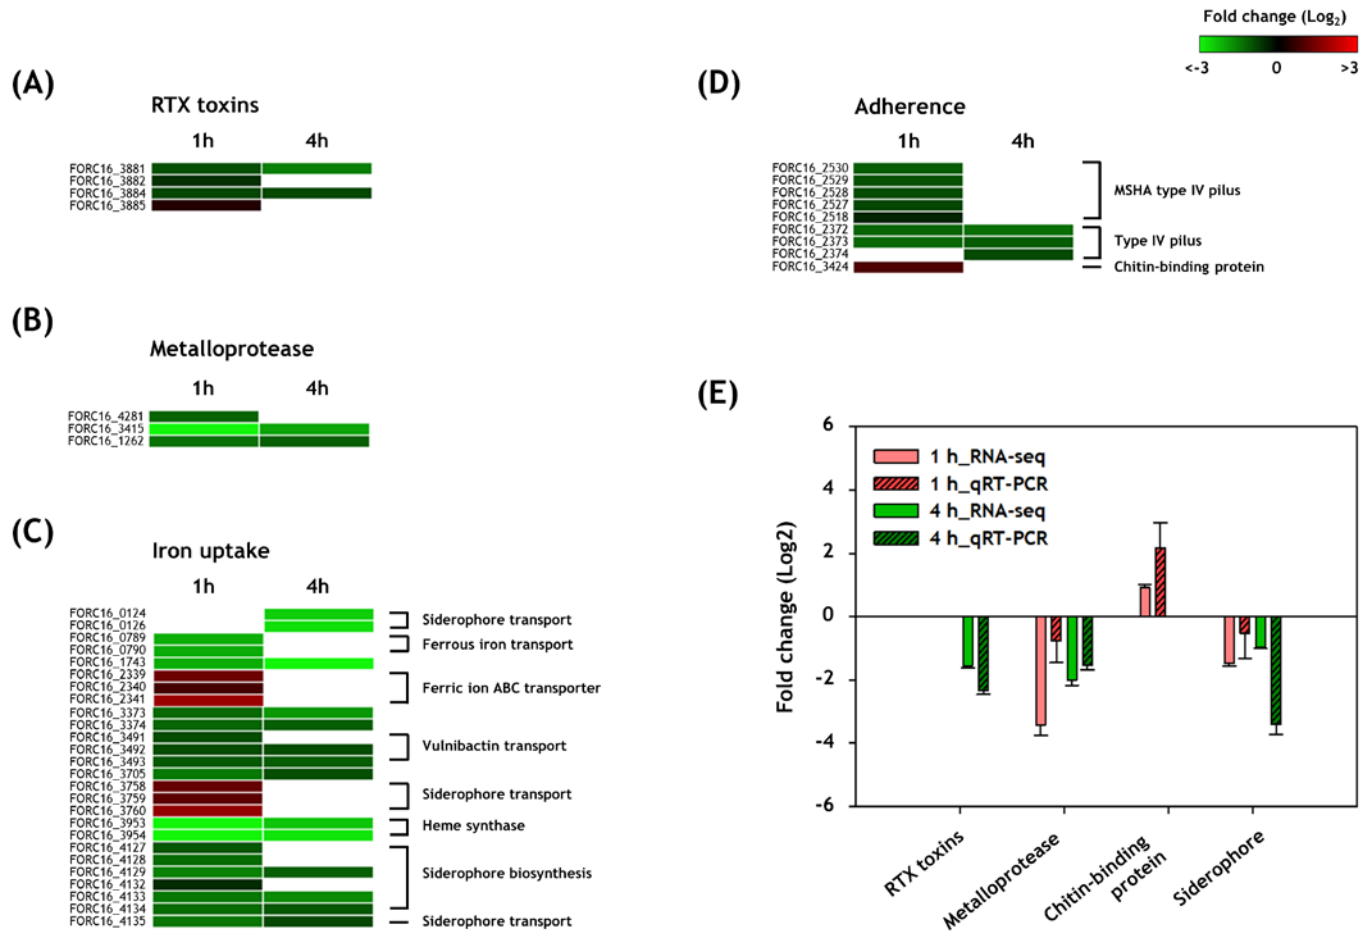 Fold change (Log2)
<-3 0 >3
(A)
RTX toxins
1h 4h
FORC16_3881
FORC16_3882
FORC16_3884
FORC16_3885
(B)
Metalloprotease
1h 4h
FORC16_4281
FORC16_3415
FORC16_1262
(C)
Iron uptake
1h 4h
FORC16_0124
FORC16_0126
Siderophore transport
FORC16_0789
FORC16_0790
Ferrous iron transport
FORC16_1743
FORC16_2339
FORC16_2340
FORC16_2341
Ferric ion ABC transporter
FORC16_3373
FORC16_3374
FORC16_3491
FORC16_3492
FORC16_3493
Vulnibactin transport
FORC16_3705
FORC16_3758
FORC16_3759
FORC16_3760
Siderophore transport
FORC16_3953
FORC16_3954
Heme synthase
FORC16_4127
FORC16_4128
FORC16_4129
FORC16_4132
FORC16_4133
FORC16_4134
Siderophore biosynthesis
FORC16_4135
Siderophore transport
(D)
Adherence
1h 4h
FORC16_2530
FORC16_2529
FORC16_2528
FORC16_2527
FORC16_2518
MSHA type IV pilus
FORC16_2372
FORC16_2373
FORC16_2374
Type IV pilus
FORC16_3424
Chitin-binding protein
(E)
Fold change (Log2)
6
4
2
0
-2
-4
-6
1 h_RNA-seq
1 h_qRT-PCR
4 h_RNA-seq
4 h_qRT-PCR
RTX toxins
Metalloprotease
Chitin-binding
protein
Siderophore